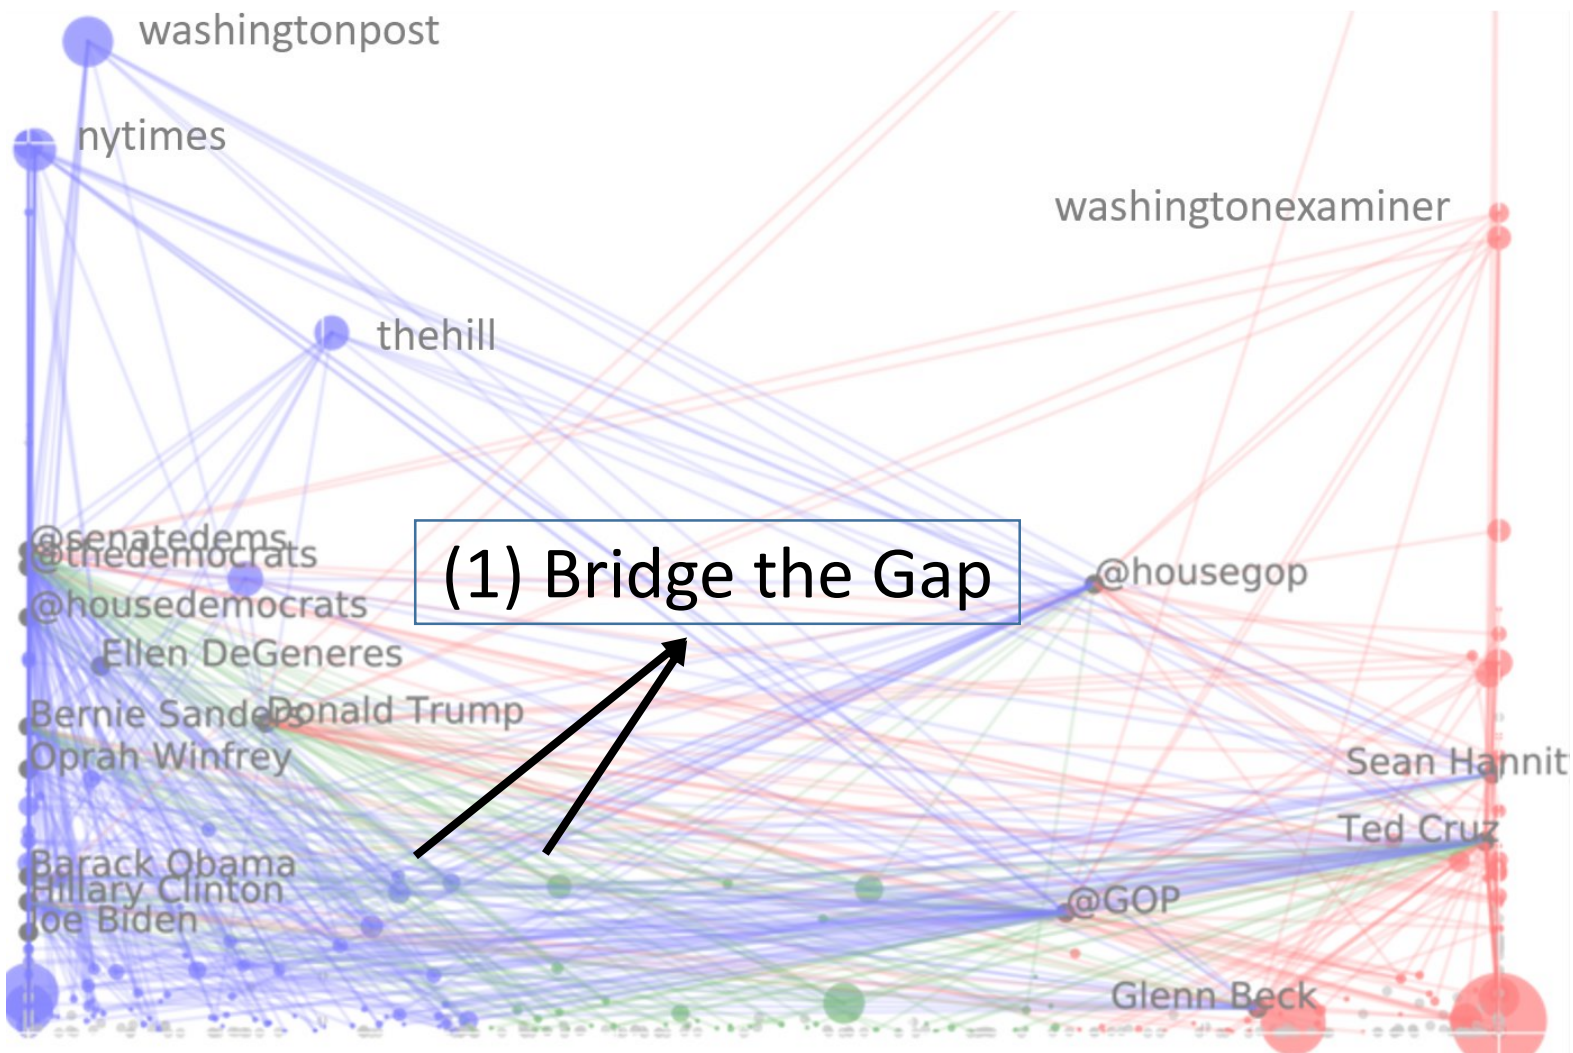 washingtonpost
nytimes
washingtonexaminer
thehill
@senatedems
@thedemocrats
(1) Bridge the Gap
@housegop
@housedemocrats
Ellen DeGeneres
Bernie Sanders
Donald Trump
Oprah Winfrey
Sean Hannit
Ted Cruz
Barack Obama
Hillary Clinton
@GOP
Joe Biden
Glenn Beck